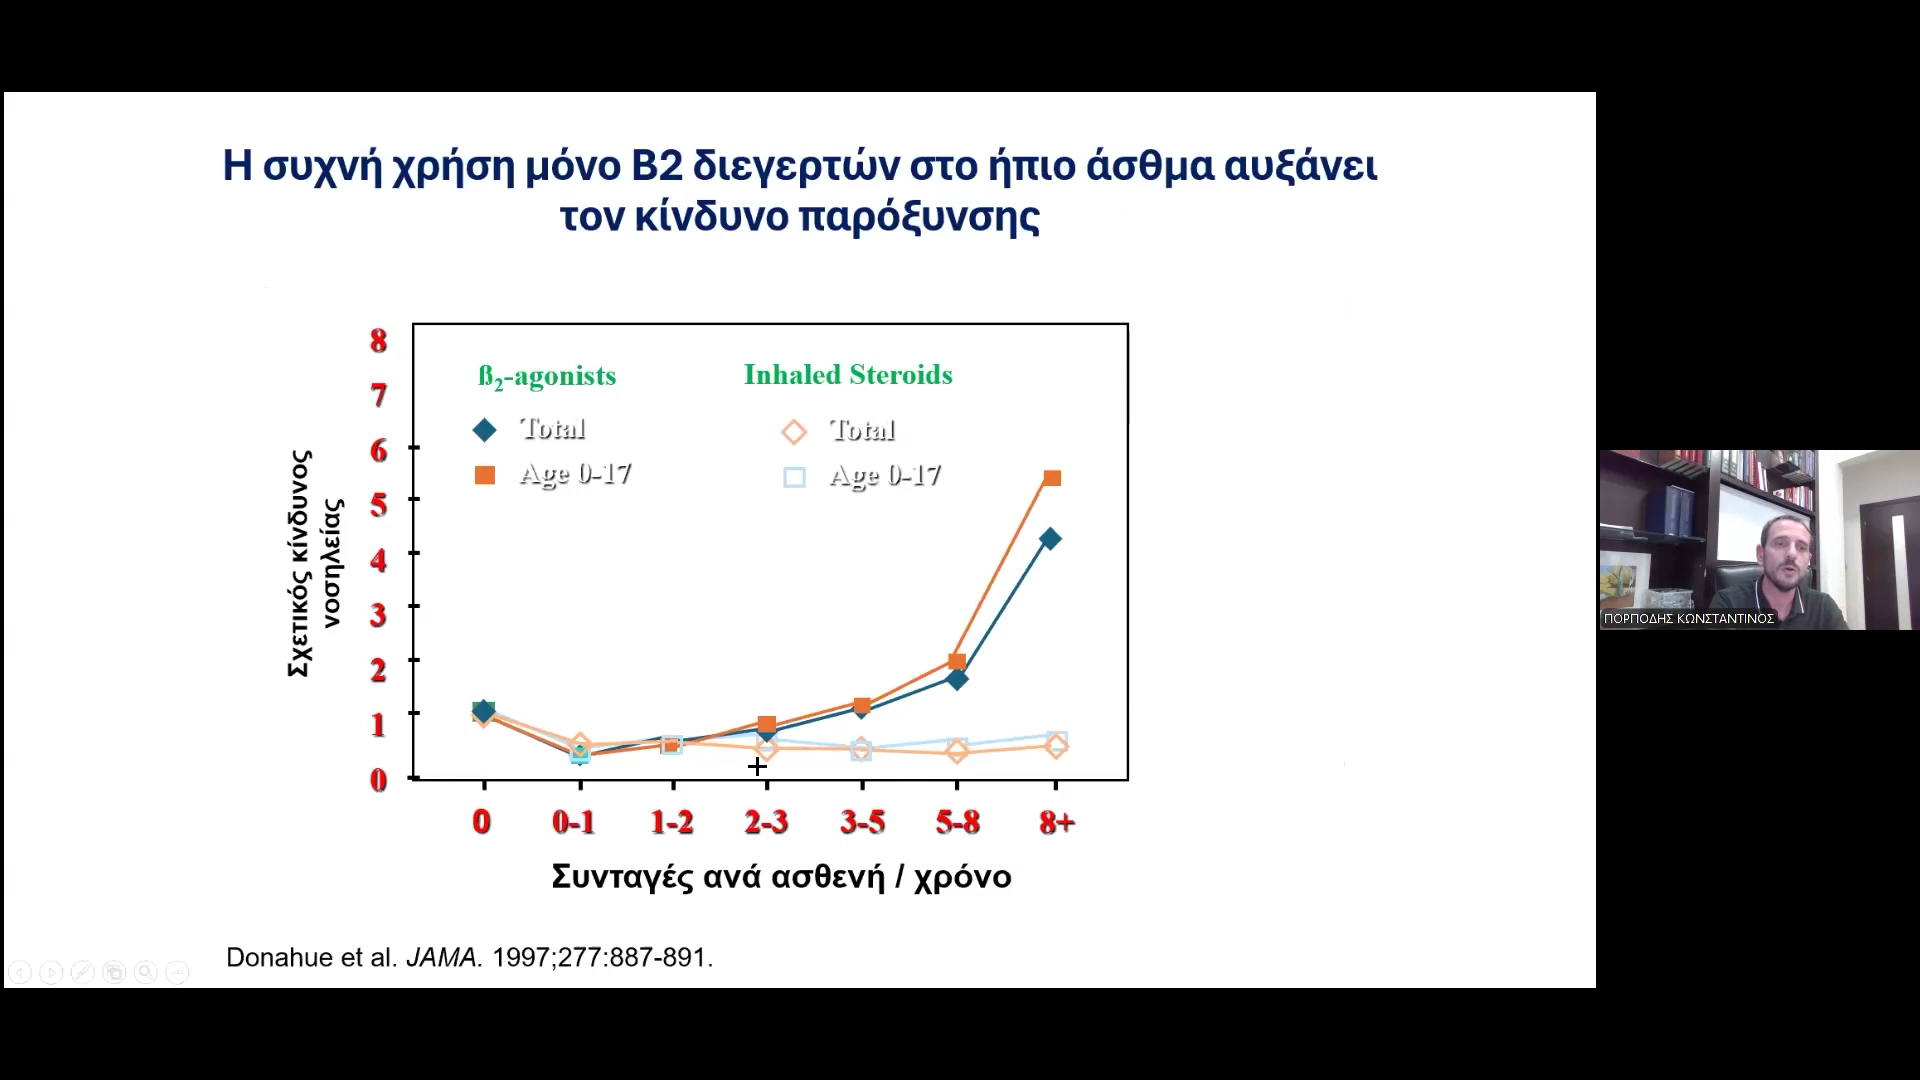 Η συχνή χρήση μόνο Β2 διεγερτών στο ήπιο άσθμα αυξάνει
τον κίνδυνο παρόξυνσης
8
7
6
5
4
3
2
1
0
Σχετικός κίνδυνος
νοσηλείας
ß₂-agonists
Total
Age 0-17
Inhaled Steroids
Total
Age 0-17
0 0-1 1-2 2-3 3-5 5-8 8+
Συνταγές ανά ασθενή / χρόνο
Donahue et al. JAMA. 1997;277:887-891.
ΠΟΡΠΟΔΗΣ ΚΩΝΣΤΑΝΤΙΝΟΣ